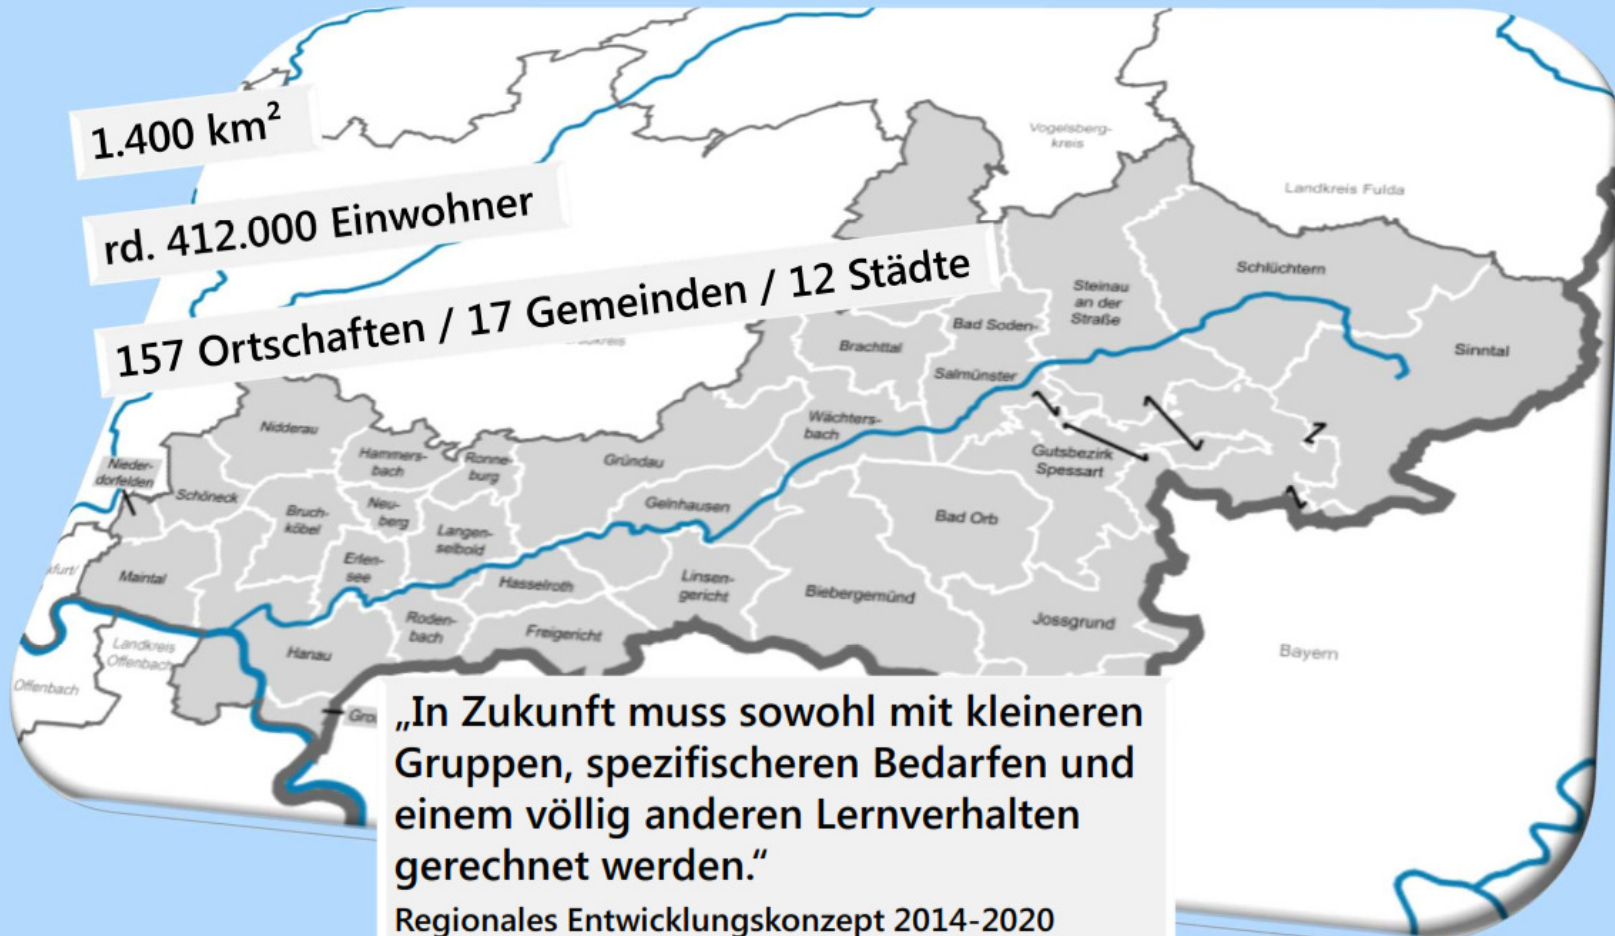 1.400 km²
rd. 412.000 Einwohner
157 Ortschaften / 17 Gemeinden / 12 Städte
Vogelsberg-
kreis
Landkreis Fulda
Schlüchtern
Steinau
an der
Straße
Sinntal
Bad Soden-
Salmünster
Brachttal
Wächters-
bach
Gutsbezirk
Spessart
Nidderau
Hammers-
bach
Ronne-
burg
Gründau
Nieder-
dorfelden
Schöneck
Bruch-
köbel
Neu-
berg
Langen-
selbold
Gelnhausen
Bad Orb
Maintal
Erlen-
see
Hasselroth
Linsen-
gericht
Biebergemünd
Jossgrund
Roden-
bach
Freigericht
Hanau
Landkreis
Offenbach
Offenbach
Bayern
„In Zukunft muss sowohl mit kleineren
Gruppen, spezifischeren Bedarfen und
einem völlig anderen Lernverhalten
gerechnet werden.“
Regionales Entwicklungskonzept 2014-2020